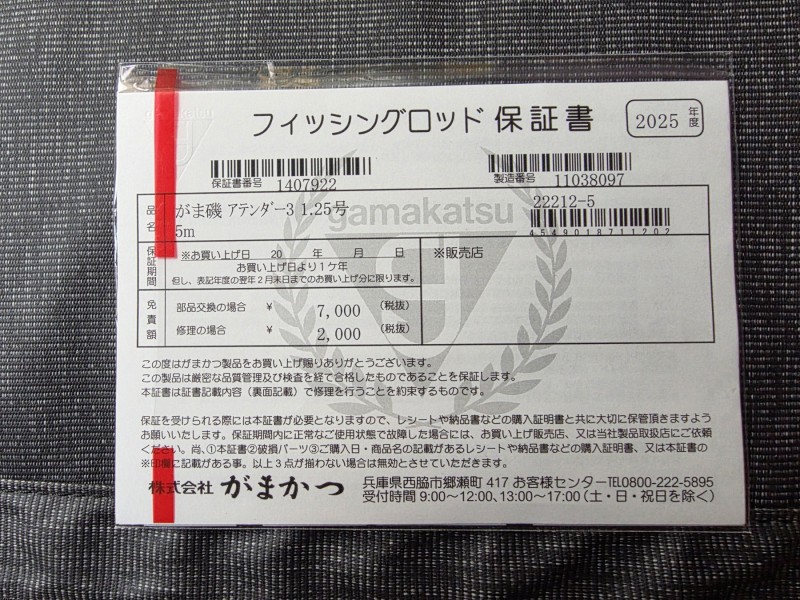 gamakatsu
フィッシングロッド 保証書 2025 年度
保証書番号 1407922 製造番号 11038097
品名 がま磯 アテンダー3 1.25号 22212-5
5m 4549018711202
gamakatsu
保証期間 ※お買い上げ日 20 年 月 日 ※販売店
お買い上げ日より1ケ年
但し、表記年度の翌年2月末日までのお買い上げ分に限ります。
免責額 部品交換の場合 ¥ 7,000 (税抜)
修理の場合 ¥ 2,000 (税抜)
この度はがまかつ製品をお買い上げ賜りありがとうございます。
この製品は厳密な品質管理及び検査を経て合格したものであることを保証します。
本証書は証書記載内容（裏面記載）で修理を行うことを約束するものです。
保証を受けられる際には本証書が必要となりますので、レシートや納品書などの購入証明書と共に大切に保管頂きますよう
お願いいたします。保証期間内に正常なご使用状態で故障した場合には、お買い上げ販売店、又は当社製品取扱店にご依頼
ください。尚、①本証書②破損パーツ③ご購入日・商品名の記載があるレシートや納品書などの購入証明書、又は本証書の
※印欄に記載がある事。以上3点が揃わない場合は無効とさせていただきます。
株式会社 がまかつ 兵庫県西脇市郷瀬町 417 お客様センターTEL0800-222-5895
受付時間 9:00〜12:00、13:00〜17:00（土・日・祝日を除く）